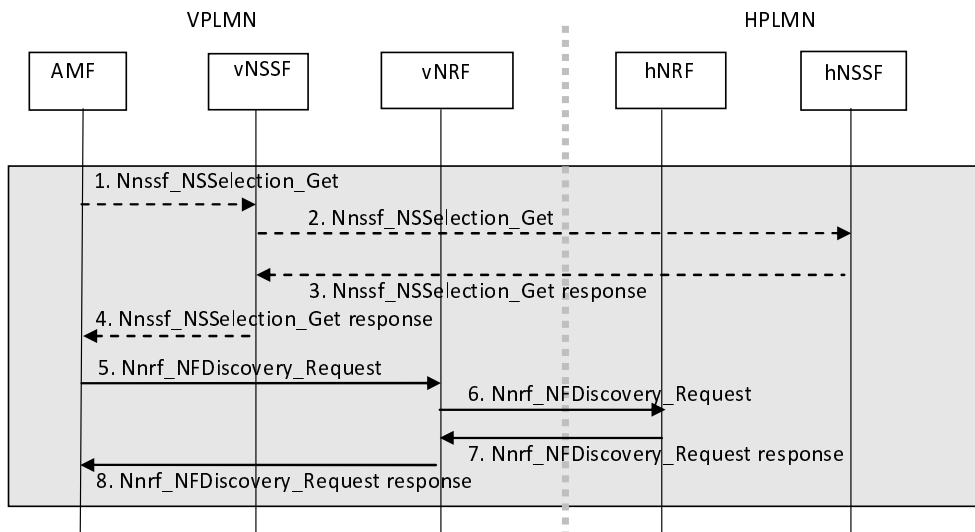 VPLMN
HPLMN
AMF
vNSSF
vNRF
hNRF
hNSSF
1. Nnssf_NSSelection_Get
2. Nnssf_NSSelection_Get
3. Nnssf_NSSelection_Get response
4. Nnssf_NSSelection_Get response
5. Nnrf_NFDiscovery_Request
6. Nnrf_NFDiscovery_Request
7. Nnrf_NFDiscovery_Request response
8. Nnrf_NFDiscovery_Request response